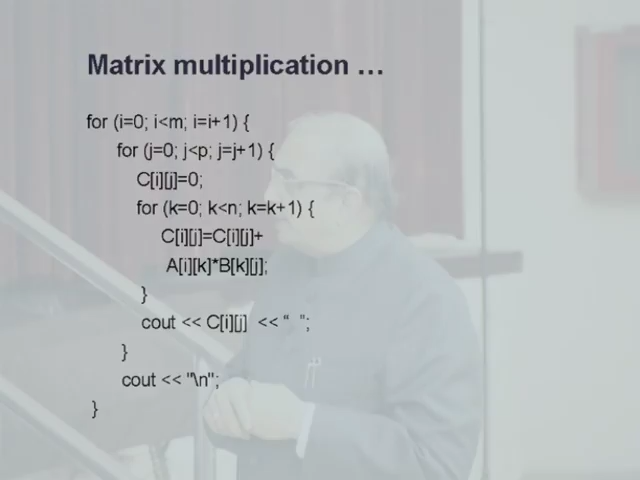 Matrix multiplication …
for (i=0; i<m; i=i+1) {
for (j=0; j<p; j=j+1) {
C[i][j]=0;
for (k=0; k<n; k=k+1) {
C[i][j]=C[i][j]+
A[i][k]*B[k][j];
}
cout << C[i][j]  << “  ”;
}
cout << "\n";
}